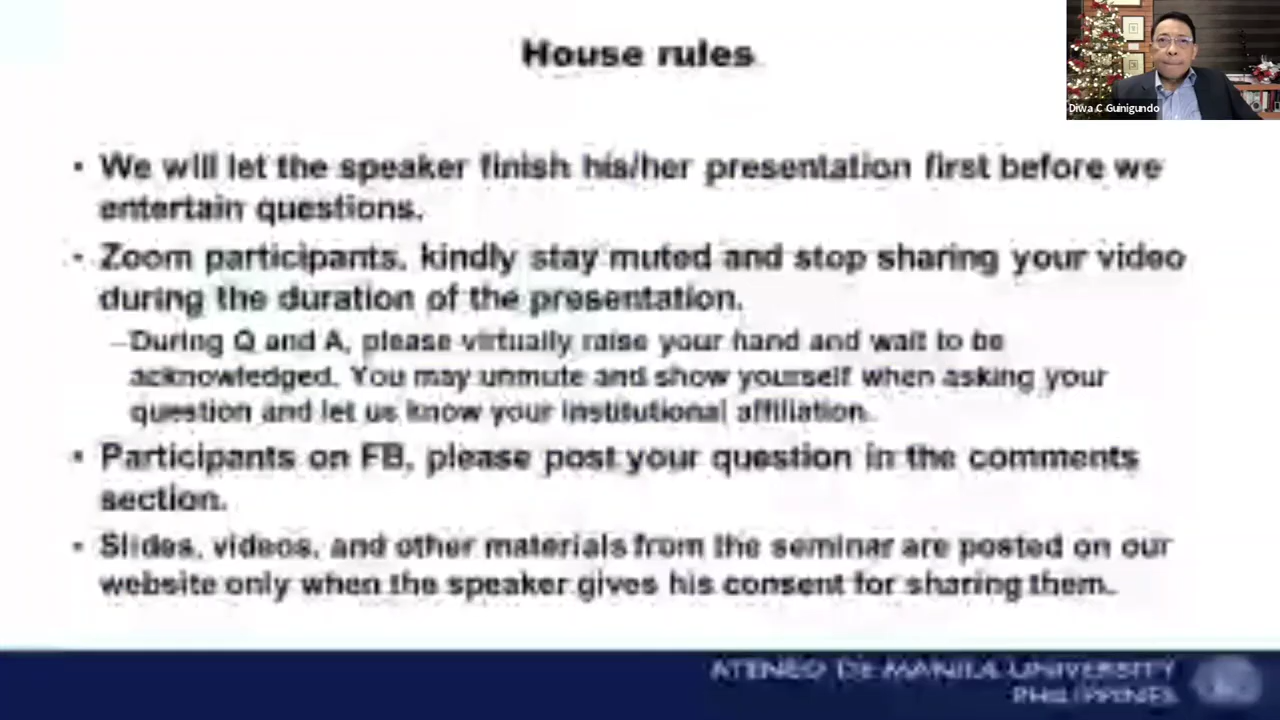 House rules
Diwa C Guinigundo
• We will let the speaker finish his/her presentation first before we
entertain questions.
• Zoom participants, kindly stay muted and stop sharing your video
during the duration of the presentation.
–During Q and A, please virtually raise your hand and wait to be
acknowledged. You may unmute and show yourself when asking your
question and let us know your institutional affiliation.
• Participants on FB, please post your question in the comments
section.
• Slides, videos, and other materials from the seminar are posted on our
website only when the speaker gives his consent for sharing them.
ATENEO DE MANILA UNIVERSITY
PHILIPPINES